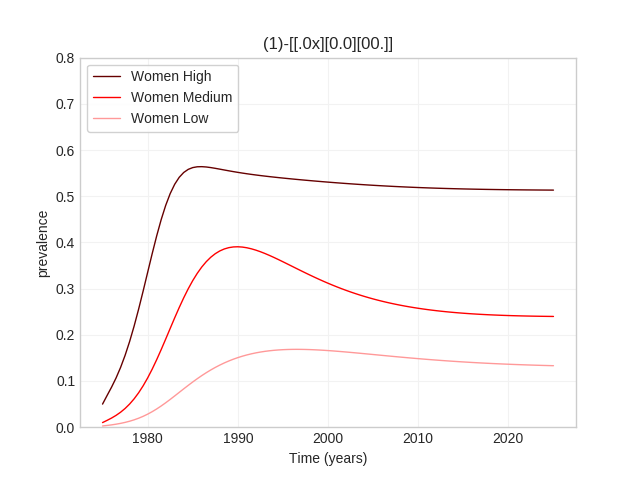 (1)-[[.0x][0.0][00.]]
0.8
0.7
0.6
0.5
0.4
0.3
0.2
0.1
0.0
prevalence
Women High
Women Medium
Women Low
1980 1990 2000 2010 2020
Time (years)